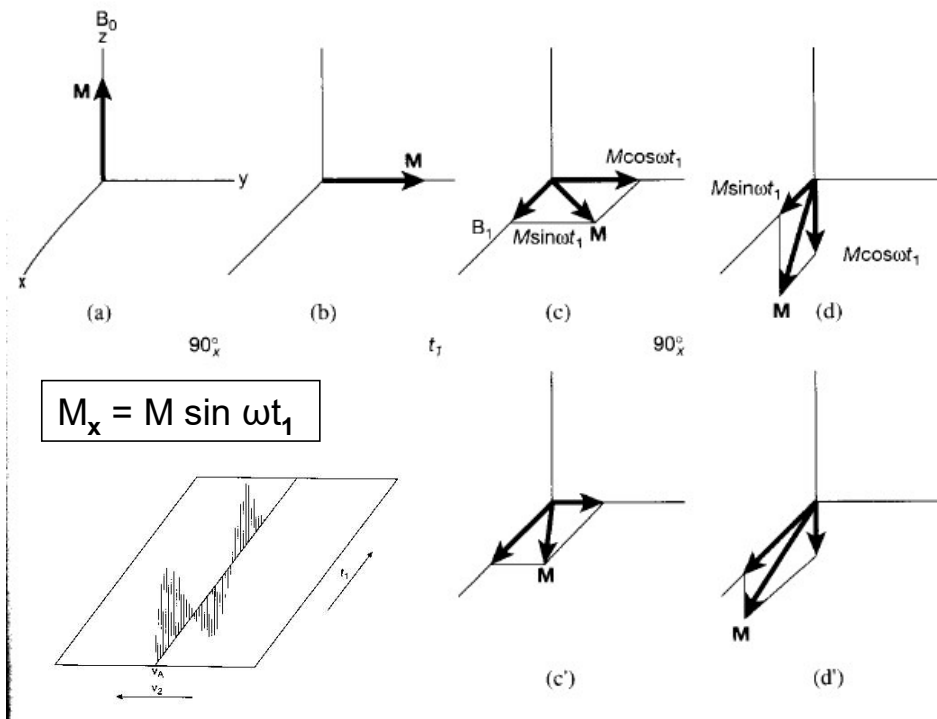 B₀
z
M
y
x
(a)
M
(b)
Mcosωt₁
B₁
Msinωt₁
M
(c)
Msinωt₁
Mcosωt₁
M
(d)
90°ₓ
t₁
90°ₓ
Mₓ = M sin ωt₁
t₁
νA
ν₂
M
(c')
M
(d')